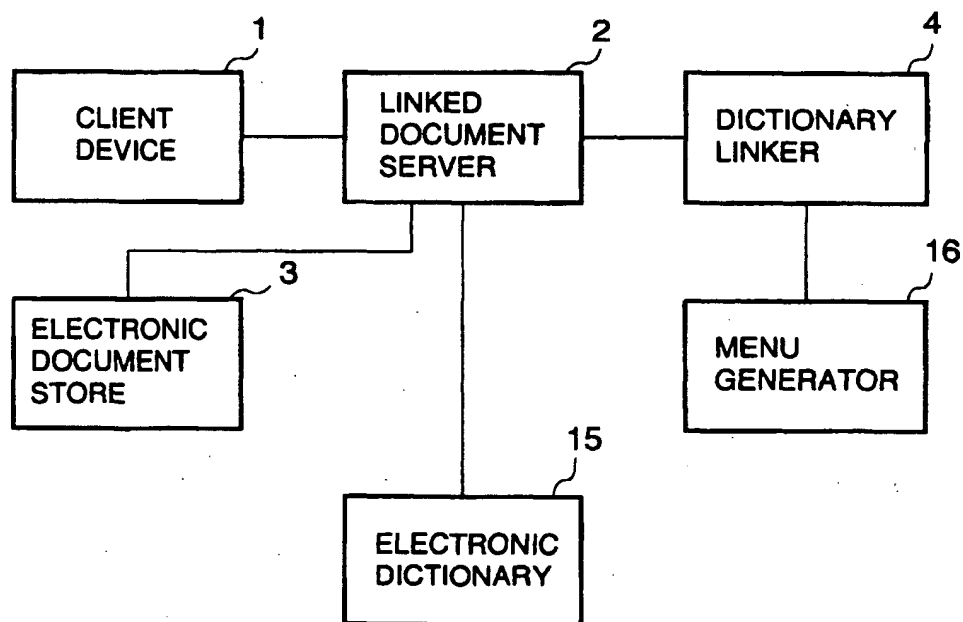 1
2
4
CLIENT
DEVICE
LINKED
DOCUMENT
SERVER
DICTIONARY
LINKER
3
16
ELECTRONIC
DOCUMENT
STORE
MENU
GENERATOR
15
ELECTRONIC
DICTIONARY